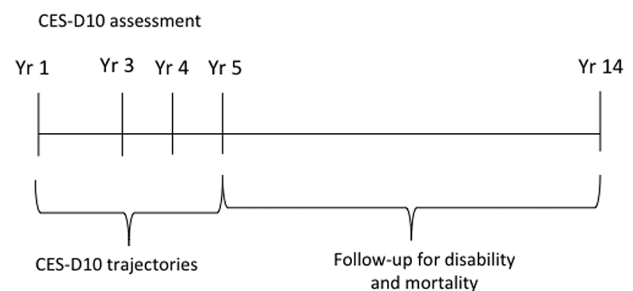 CES-D10 assessment
Yr 1 Yr 3 Yr 4 Yr 5 Yr 14
CES-D10 trajectories
Follow-up for disability
and mortality